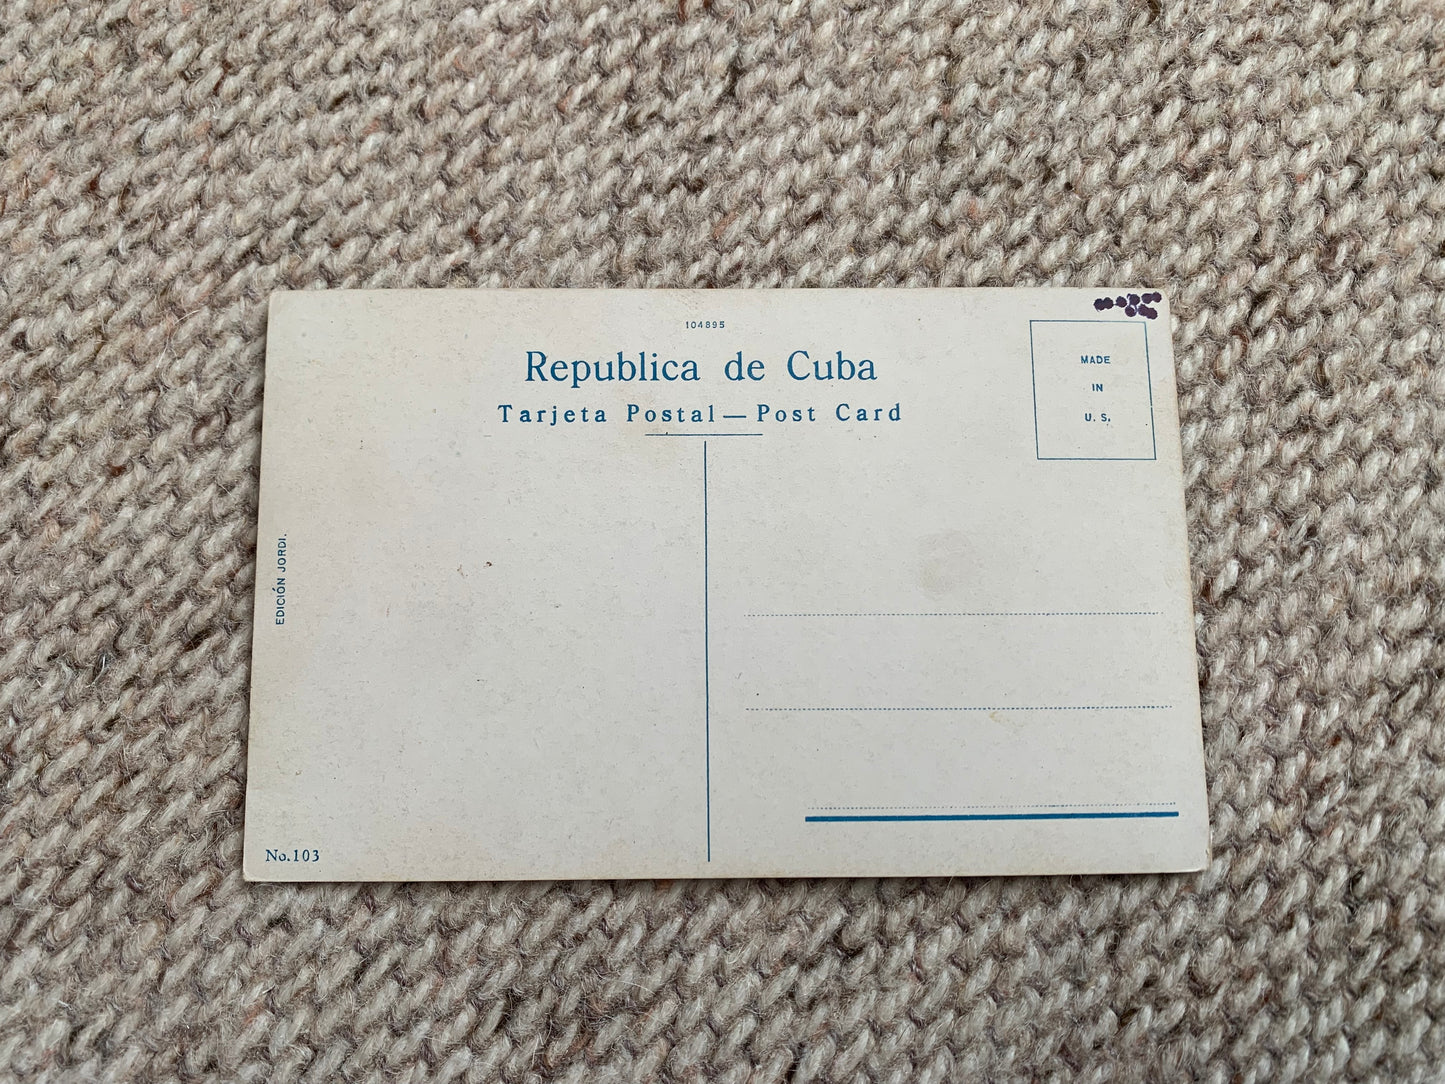 104895
Republica de Cuba
Tarjeta Postal — Post Card
MADE
IN
U. S.
EDICIÓN JORDI.
No. 103